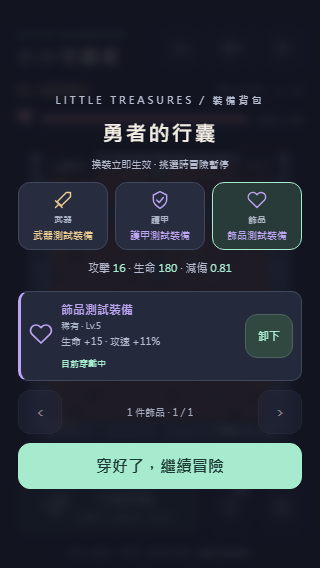 LITTLE TREASURES / 裝備背包
勇者的行囊
換裝立即生效 · 挑選時冒險暫停
武器
武器測試裝備
護甲
護甲測試裝備
飾品
飾品測試裝備
攻擊 16 · 生命 180 · 減傷 0.81
飾品測試裝備
稀有 · Lv.5
生命 +15 · 攻速 +11%
目前穿戴中
卸下
‹
1 件飾品 · 1 / 1
›
穿好了，繼續冒險